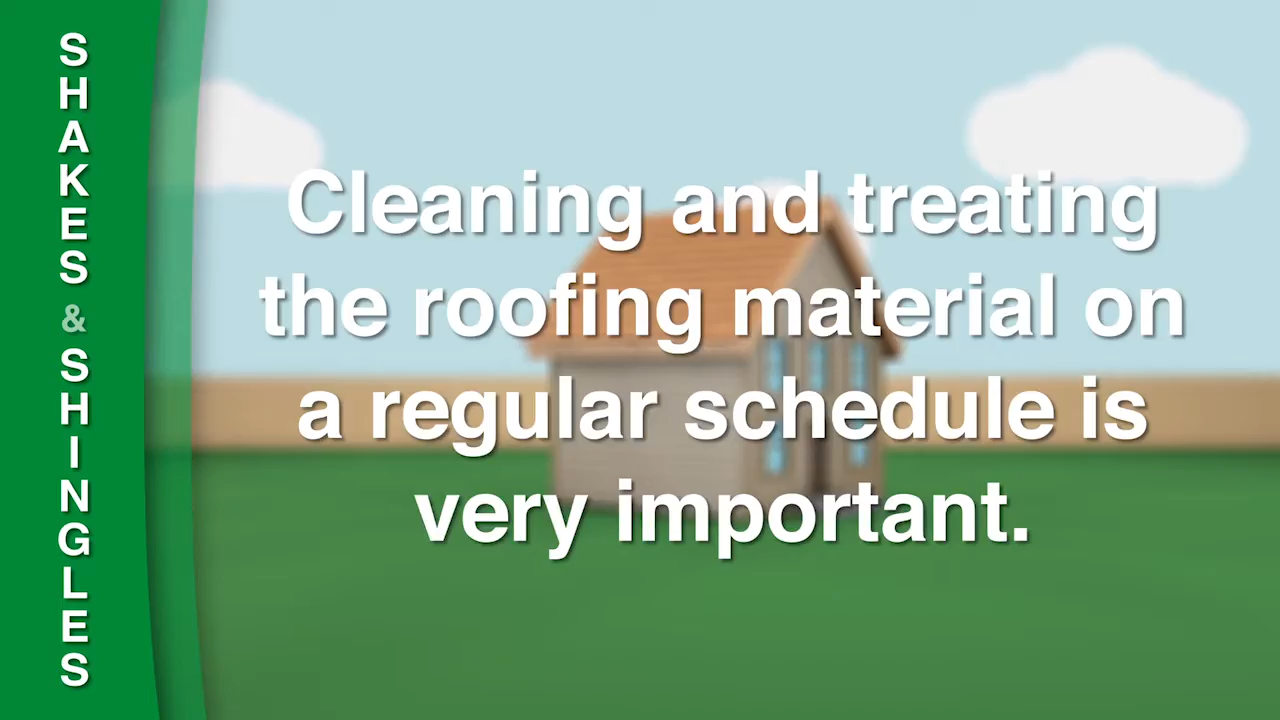 SHAKES & SHINGLES
Cleaning and treating
the roofing material on
a regular schedule is
very important.